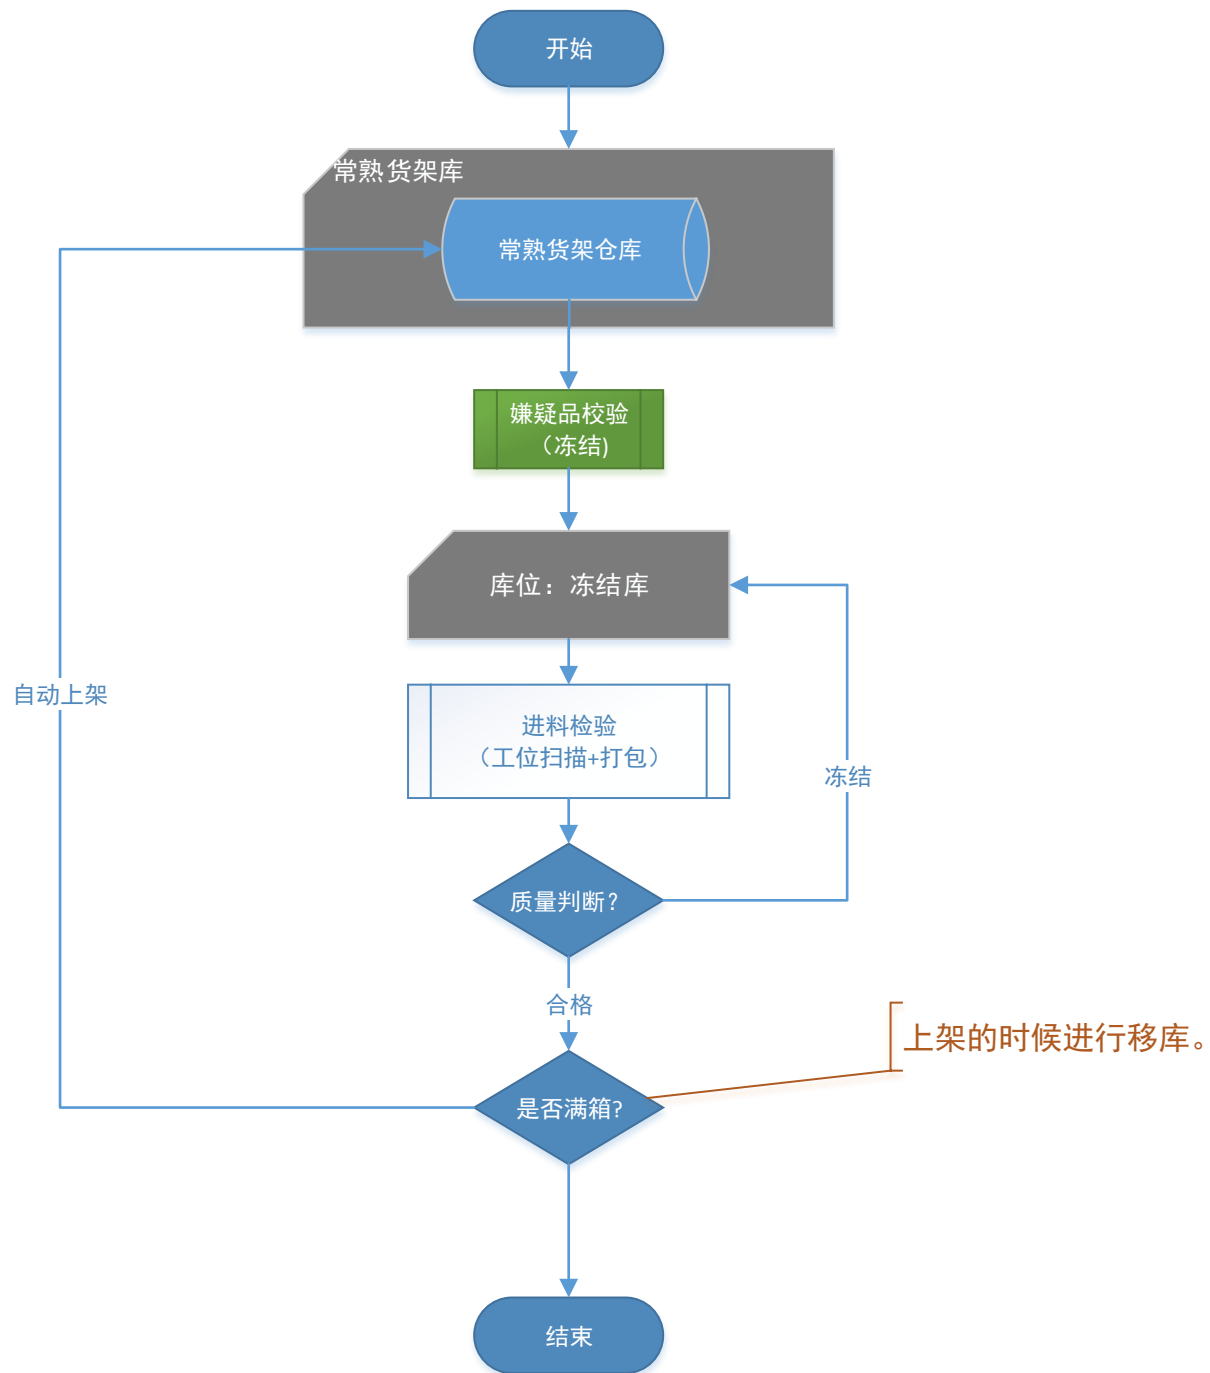 开始
常熟货架库
常熟货架仓库
嫌疑品校验
（冻结)
库位：冻结库
自动上架
进料检验
（工位扫描+打包）
冻结
质量判断？
合格
上架的时候进行移库。
是否满箱?
结束